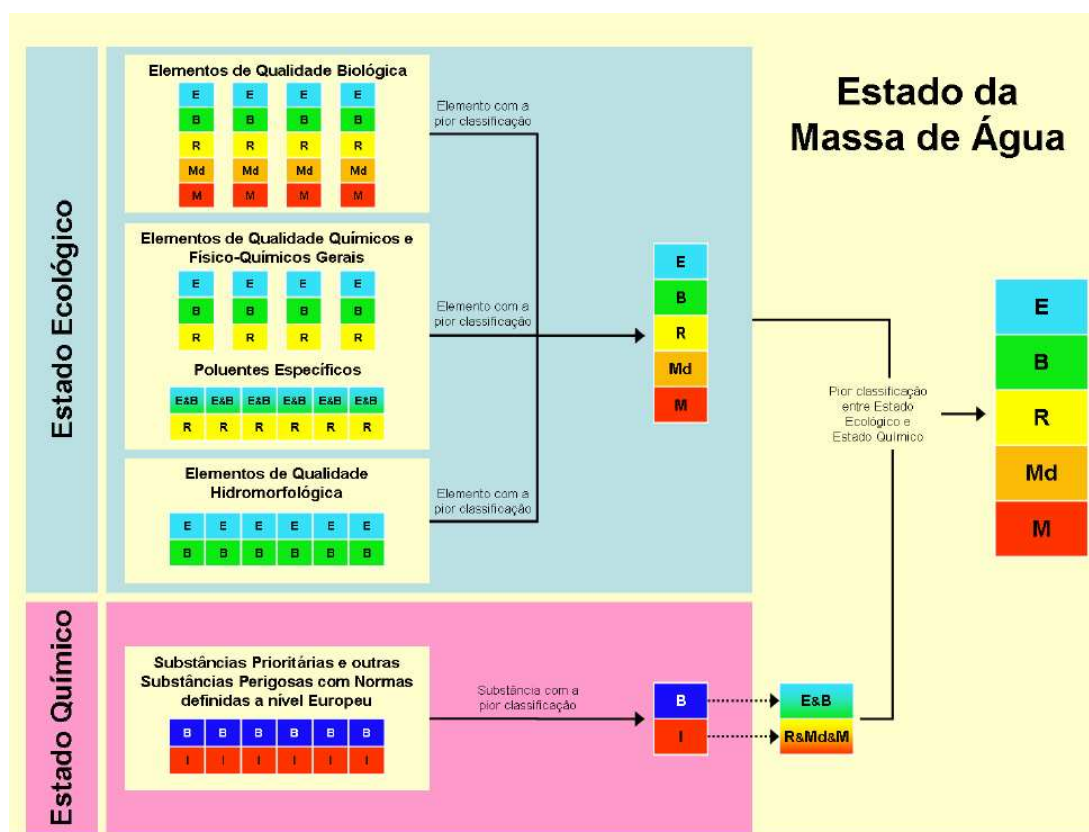 Estado da
Massa de Água
Estado Ecológico
Elementos de Qualidade Biológica
E E E E
B B B B
R R R R
Md Md Md Md
M M M M
Elemento com a
pior classificação
Elementos de Qualidade Químicos e
Físico-Químicos Gerais
E E E E
B B B B
R R R R
Poluentes Específicos
E&B E&B E&B E&B E&B E&B
R R R R R R
Elemento com a
pior classificação
Elementos de Qualidade
Hidromorfológica
E E E E E E
B B B B B B
Elemento com a
pior classificação
E
B
R
Md
M
Estado Químico
Substâncias Prioritárias e outras
Substâncias Perigosas com Normas
definidas a nível Europeu
B B B B B B
I I I I I I
Substância com a
pior classificação
B
I
E&B
R&Md&M
Pior classificação
entre Estado
Ecológico e
Estado Químico
E
B
R
Md
M